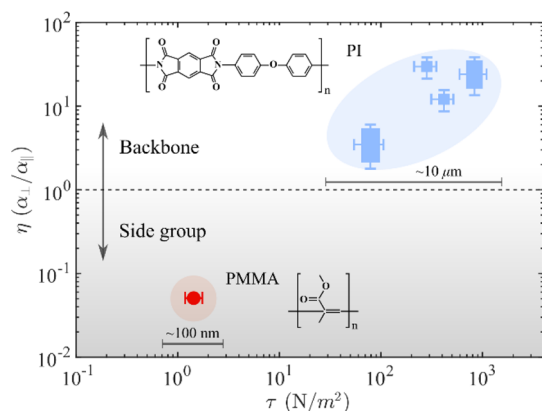 10²
PI
N
O
O
O
O
N
O
n
10¹
Backbone
~10 μm
10⁰
η (α⊥/α∥)
Side group
10⁻¹
PMMA
O
O
n
~100 nm
10⁻²
10⁻¹ 10⁰ 10¹ 10² 10³
τ (N/m²)